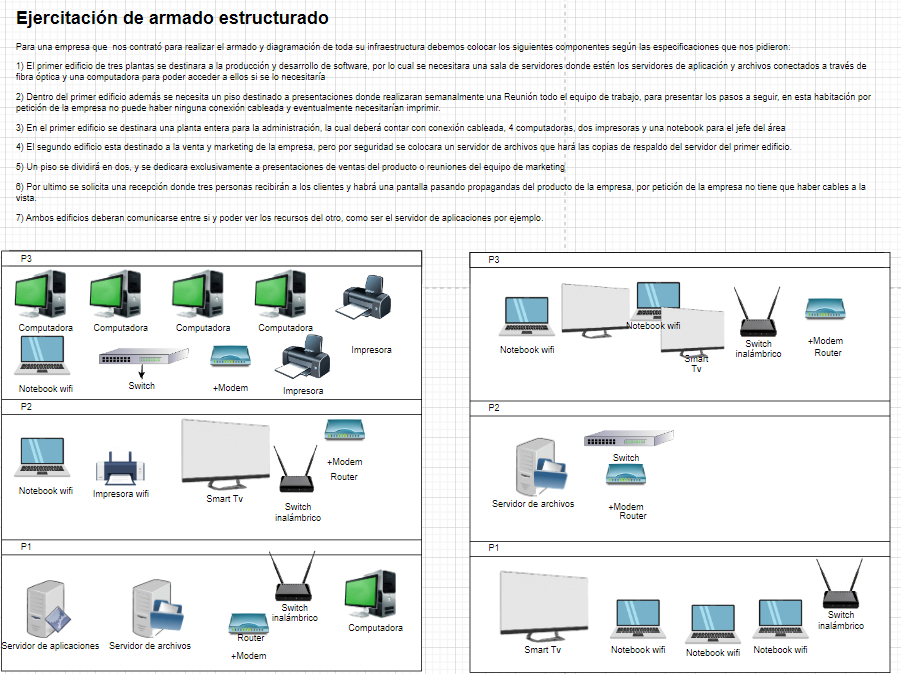 Ejercitación de armado estructurado
Para una empresa que nos contrató para realizar el armado y diagramación de toda su infraestructura debemos colocar los siguientes componentes según las especificaciones que nos pidieron:
1) El primer edificio de tres plantas se destinara a la producción y desarrollo de software, por lo cual se necesitara una sala de servidores donde estén los servidores de aplicación y archivos conectados a través de
fibra óptica y una computadora para poder acceder a ellos si se lo necesitaría
2) Dentro del primer edificio además se necesita un piso destinado a presentaciones donde realizaran semanalmente una Reunión todo el equipo de trabajo, para presentar los pasos a seguir, en esta habitación por
petición de la empresa no puede haber ninguna conexión cableada y eventualmente necesitarían imprimir.
3) En el primer edificio se destinara una planta entera para la administración, la cual deberá contar con conexión cableada, 4 computadoras, dos impresoras y una notebook para el jefe del área
4) El segundo edificio esta destinado a la venta y marketing de la empresa, pero por seguridad se colocara un servidor de archivos que hará las copias de respaldo del servidor del primer edificio.
5) Un piso se dividirá en dos, y se dedicara exclusivamente a presentaciones de ventas del producto o reuniones del equipo de marketing
6) Por ultimo se solicita una recepción donde tres personas recibirán a los clientes y habrá una pantalla pasando propagandas del producto de la empresa, por petición de la empresa no tiene que haber cables a la
vista.
7) Ambos edificios deberan comunicarse entre si y poder ver los recursos del otro, como ser el servidor de aplicaciones por ejemplo.
P3
Computadora
Computadora
Computadora
Computadora
Impresora
Notebook wifi
Switch
+Modem
Impresora
P2
Notebook wifi
Impresora wifi
Smart Tv
Switch
inalámbrico
+Modem
Router
P1
Servidor de aplicaciones
Servidor de archivos
Router
+Modem
Switch
inalámbrico
Computadora
P3
Notebook wifi
Notebook wifi
Smart
Tv
Switch
inalámbrico
+Modem
Router
P2
Servidor de archivos
Switch
+Modem
Router
P1
Smart Tv
Notebook wifi
Notebook wifi
Notebook wifi
Switch
inalámbrico